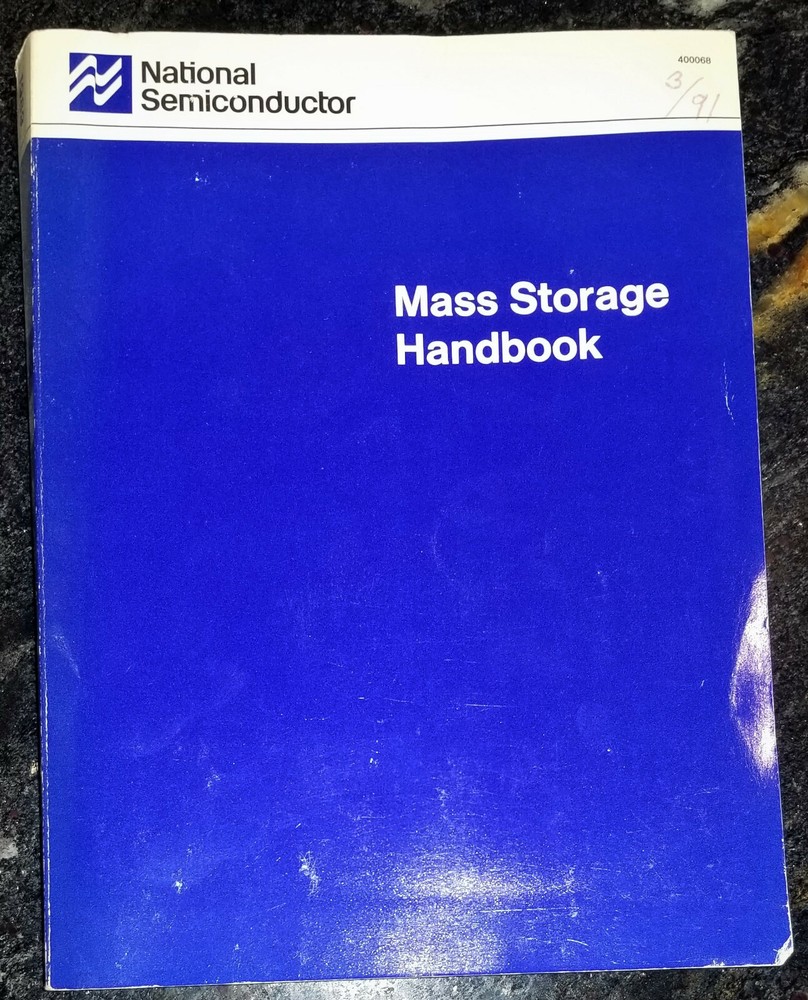 National
Semiconductor
400068
3/91
Mass Storage
Handbook